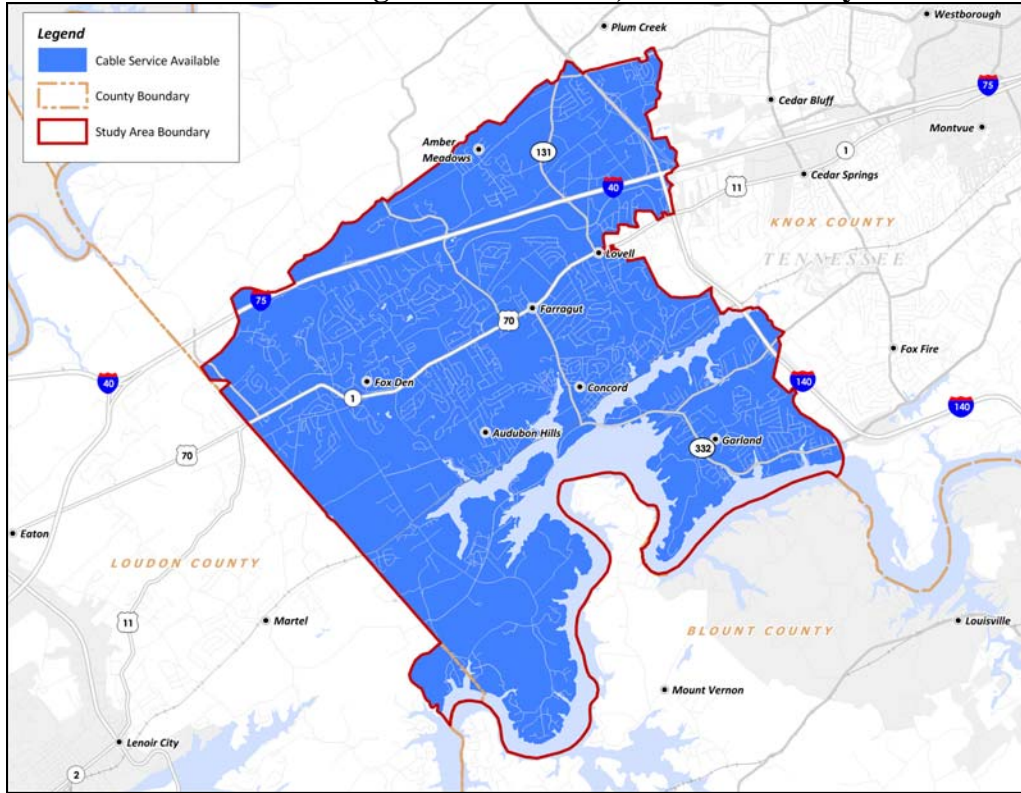 Legend
Cable Service Available
County Boundary
Study Area Boundary
Plum Creek
Westborough
75
Cedar Bluff
Montvue
Amber
Meadows
131
1
Cedar Springs
40
11
KNOX COUNTY
TENNESSEE
Lovell
75
Farragut
70
Fox Fire
40
Fox Den
1
Concord
140
140
Audubon Hills
Garland
332
70
Eaton
LOUDON COUNTY
11
Martel
BLOUNT COUNTY
Louisville
Mount Vernon
Lenoir City
2